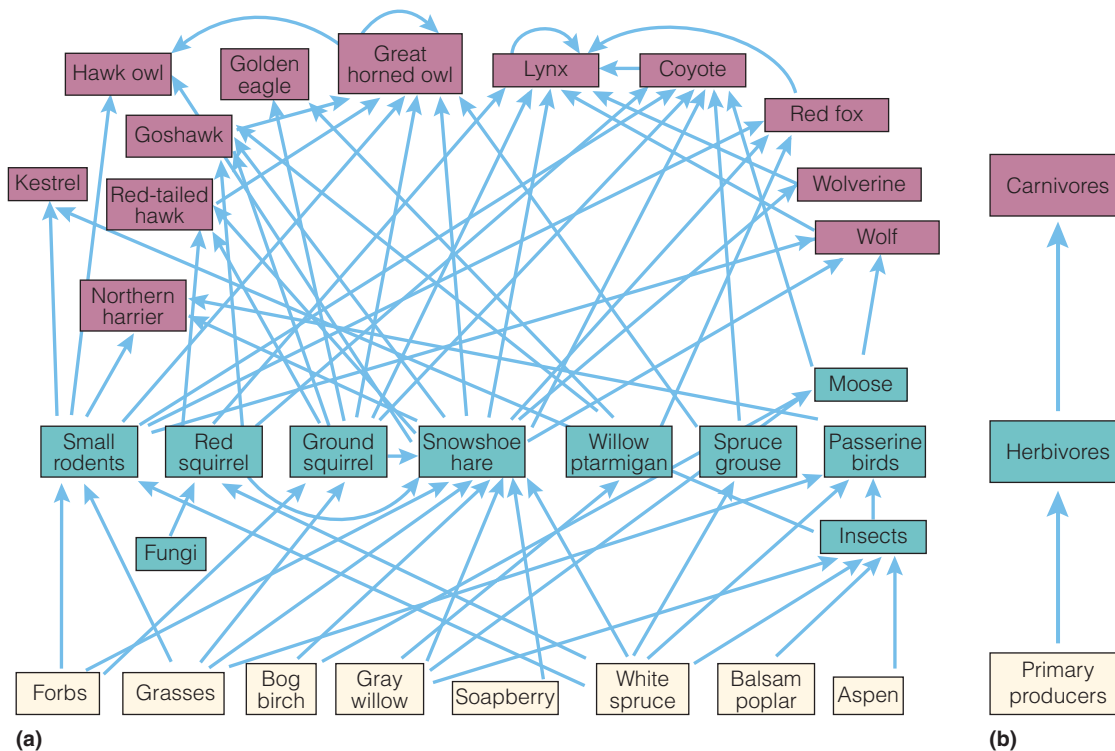 Great
horned owl
Golden
eagle
Hawk owl
Lynx
Coyote
Red fox
Goshawk
Kestrel
Red-tailed
hawk
Wolverine
Wolf
Northern
harrier
Moose
Small
rodents
Red
squirrel
Ground
squirrel
Snowshoe
hare
Willow
ptarmigan
Spruce
grouse
Passerine
birds
Fungi
Insects
Forbs
Grasses
Bog
birch
Gray
willow
Soapberry
White
spruce
Balsam
poplar
Aspen
(a)
Carnivores
Herbivores
Primary
producers
(b)